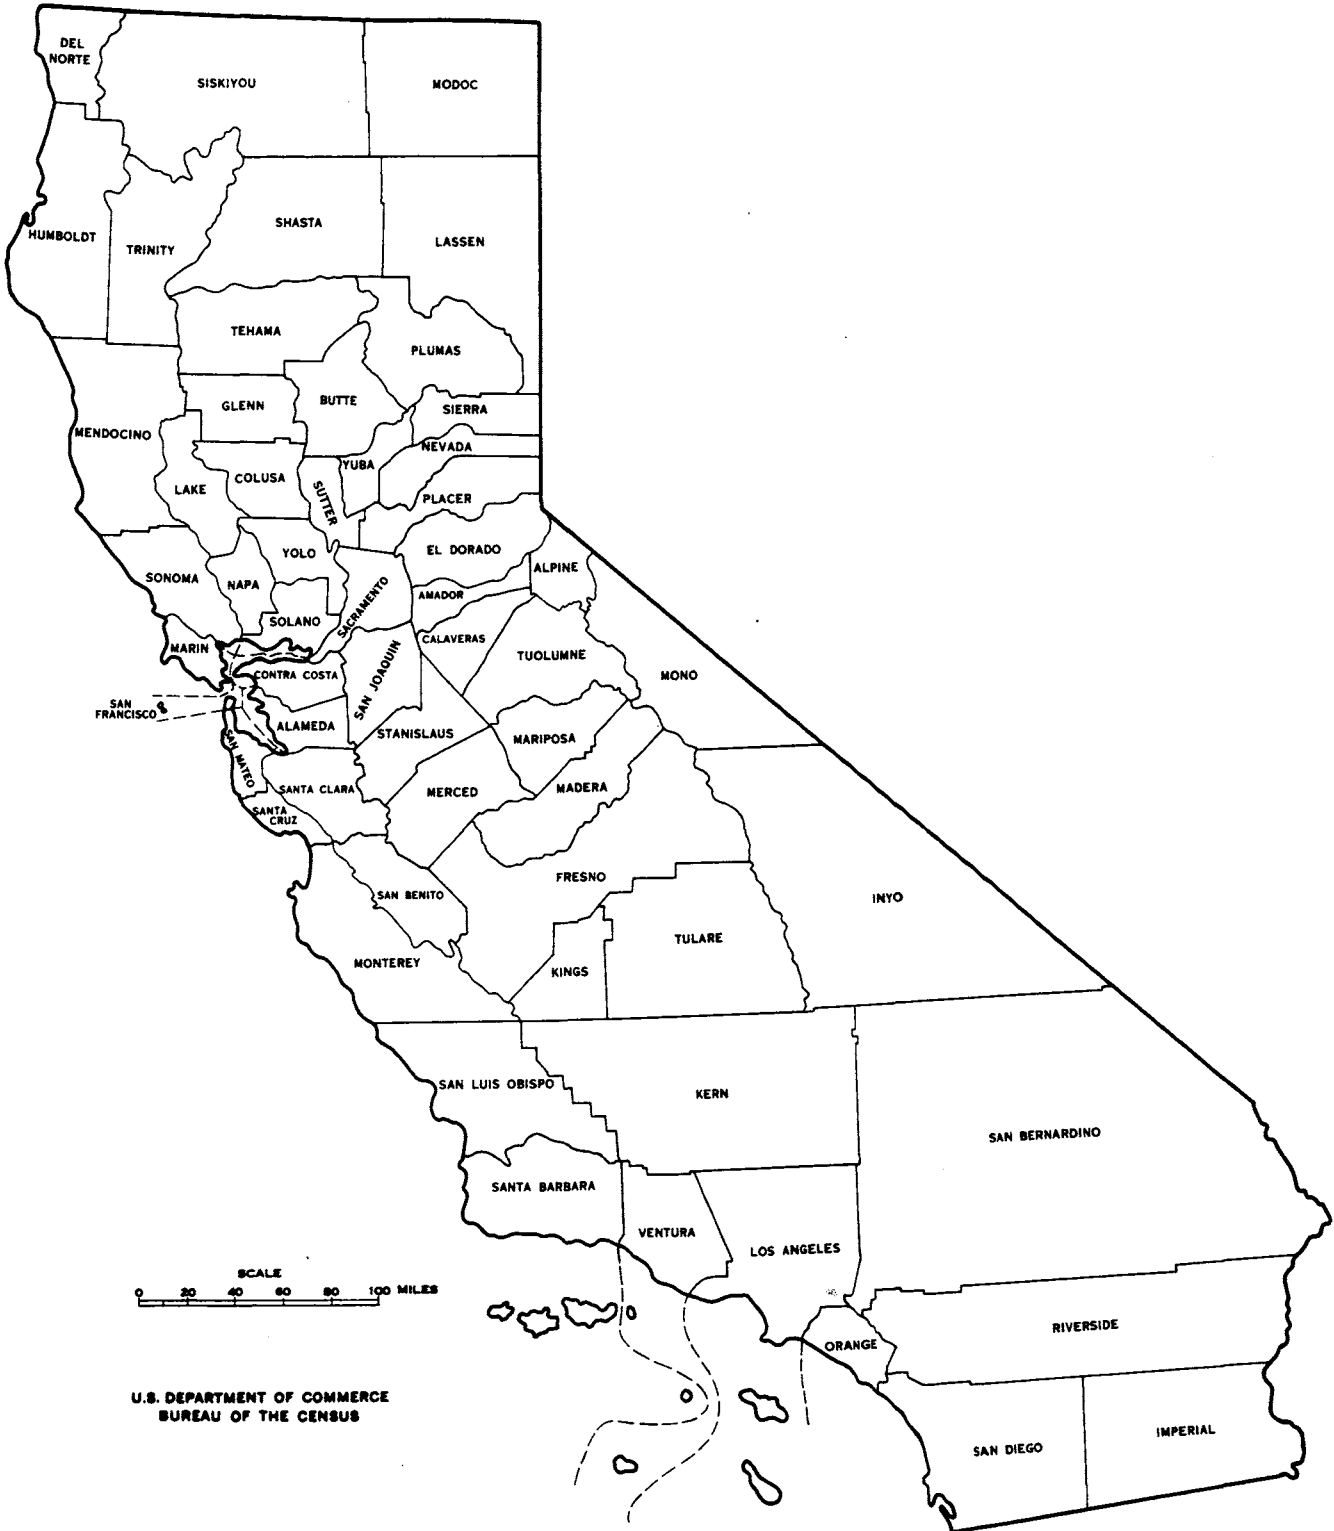 DEL
NORTE
SISKIYOU
MODOC
HUMBOLDT
TRINITY
SHASTA
LASSEN
TEHAMA
PLUMAS
GLENN
BUTTE
SIERRA
MENDOCINO
NEVADA
YUBA
COLUSA
LAKE
SUTTER
PLACER
YOLO
EL DORADO
SONOMA
NAPA
ALPINE
AMADOR
SACRAMENTO
SOLANO
CALAVERAS
MARIN
TUOLUMNE
CONTRA COSTA
MONO
SAN JOAQUIN
SAN
FRANCISCO
ALAMEDA
STANISLAUS
MARIPOSA
SAN MATEO
SANTA CLARA
MERCED
MADERA
SANTA
CRUZ
FRESNO
SAN BENITO
INYO
TULARE
MONTEREY
KINGS
SAN LUIS OBISPO
KERN
SAN BERNARDINO
SANTA BARBARA
VENTURA
LOS ANGELES
SCALE
0 20 40 60 80 100 MILES
RIVERSIDE
ORANGE
U.S. DEPARTMENT OF COMMERCE
BUREAU OF THE CENSUS
SAN DIEGO
IMPERIAL